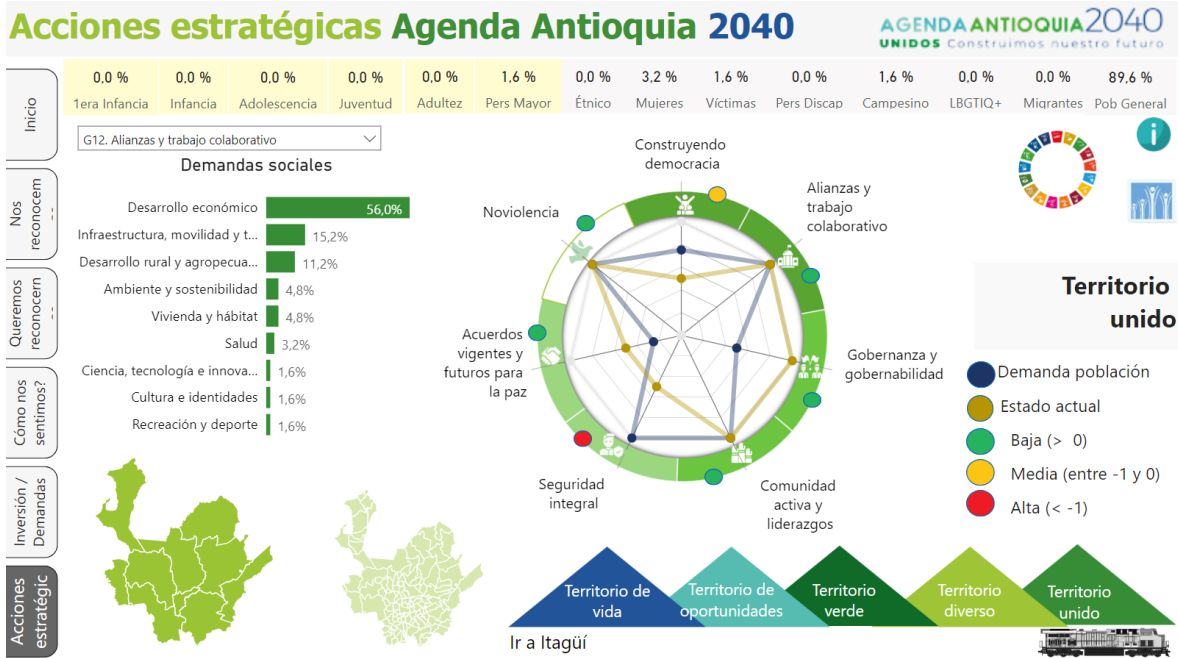 Acciones estratégicas Agenda Antioquia 2040
AGENDA ANTIOQUIA 2040
UNIDOS Construimos nuestro futuro
0,0 %
1era Infancia
0,0 %
Infancia
0,0 %
Adolescencia
0,0 %
Juventud
0,0 %
Adultez
1,6 %
Pers Mayor
0,0 %
Étnico
3,2 %
Mujeres
1,6 %
Víctimas
0,0 %
Pers Discap
1,6 %
Campesino
0,0 %
LBGTIQ+
0,0 %
Migrantes
89,6 %
Pob General
Inicio
Nos
reconocem
Queremos
reconocern
Cómo nos
sentimos?
Inversión /
Demandas
Acciones
estratégic
G12. Alianzas y trabajo colaborativo
Demandas sociales
Desarrollo económico 56,0%
Infraestructura, movilidad y t... 15,2%
Desarrollo rural y agropecua... 11,2%
Ambiente y sostenibilidad 4,8%
Vivienda y hábitat 4,8%
Salud 3,2%
Ciencia, tecnología e innova... 1,6%
Cultura e identidades 1,6%
Recreación y deporte 1,6%
Construyendo
democracia
Alianzas y
trabajo
colaborativo
Gobernanza y
gobernabilidad
Comunidad
activa y
liderazgos
Seguridad
integral
Acuerdos
vigentes y
futuros para
la paz
Noviolencia
i
Territorio
unido
Demanda población
Estado actual
Baja (> 0)
Media (entre -1 y 0)
Alta (< -1)
Territorio de
vida
Territorio de
oportunidades
Territorio
verde
Territorio
diverso
Territorio
unido
Ir a Itagüí